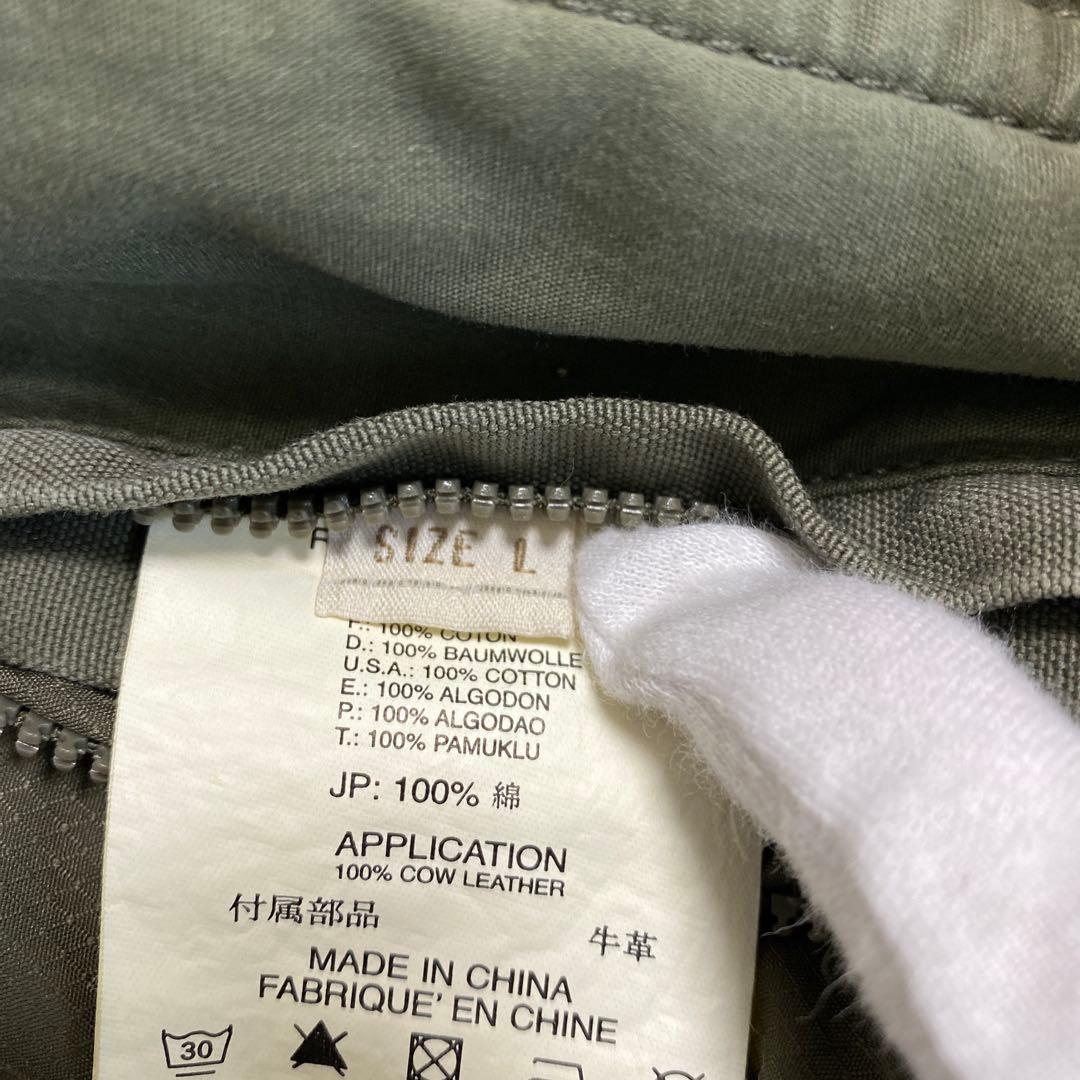 SIZE L
F.: 100% COTON
D.: 100% BAUMWOLLE
U.S.A.: 100% COTTON
E.: 100% ALGODON
P.: 100% ALGODAO
T.: 100% PAMUKLU
JP: 100% 綿
APPLICATION
100% COW LEATHER
付属部品 牛革
MADE IN CHINA
FABRIQUE' EN CHINE
30